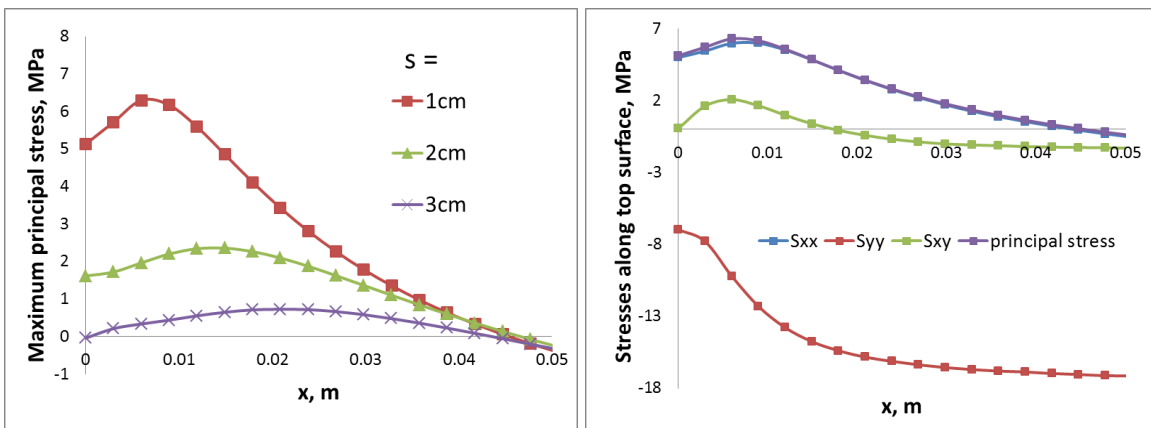 Maximum principal stress, MPa
8
7
6
5
4
3
2
1
0
-1
s =
1cm
2cm
3cm
0 0.01 0.02 0.03 0.04 0.05
x, m
Stresses along top surface, MPa
7
2
-3
-8
-13
-18
0 0.01 0.02 0.03 0.04 0.05
Sxx Syy Sxy principal stress
x, m